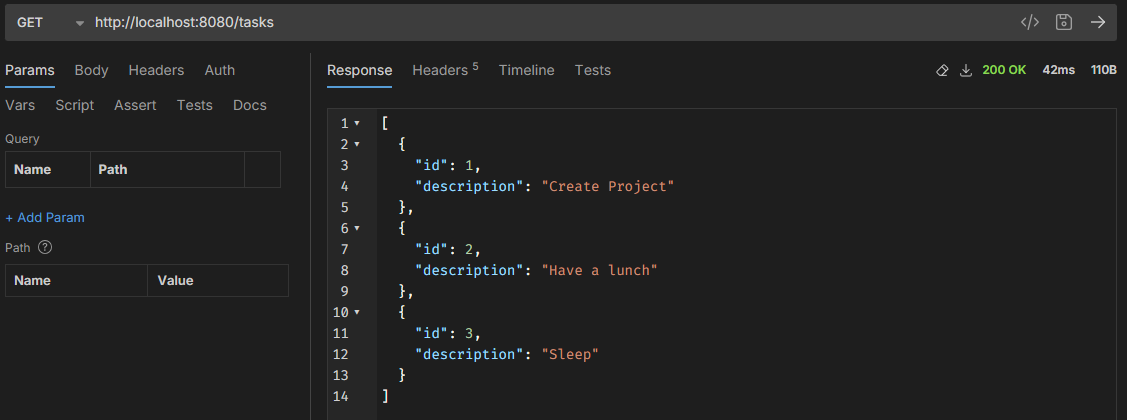 GET http://localhost:8080/tasks </>
Params Body Headers Auth
Vars Script Assert Tests Docs
Query
Name Path
+ Add Param
Path ?
Name Value
Response Headers 5 Timeline Tests 200 OK 42ms 110B
1 [
2 {
3 "id": 1,
4 "description": "Create Project"
5 },
6 {
7 "id": 2,
8 "description": "Have a lunch"
9 },
10 {
11 "id": 3,
12 "description": "Sleep"
13 }
14 ]